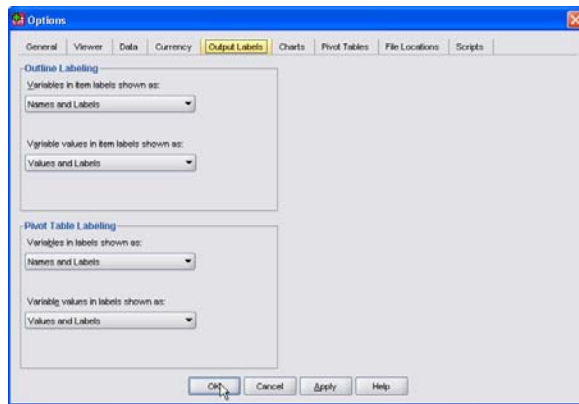 Options
General Viewer Data Currency Output Labels Charts Pivot Tables File Locations Scripts
Outline Labeling
Variables in item labels shown as:
Names and Labels
Variable values in item labels shown as:
Values and Labels
Pivot Table Labeling
Variables in labels shown as:
Names and Labels
Variable values in labels shown as:
Values and Labels
OK Cancel Apply Help